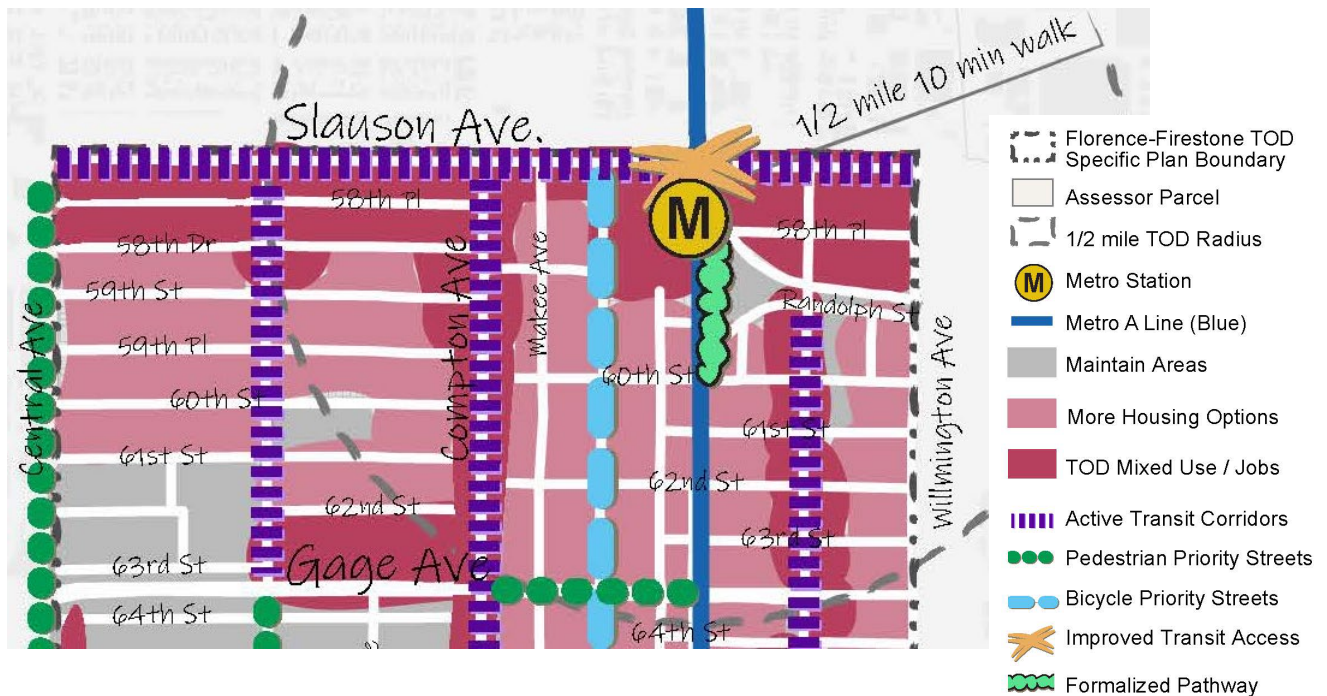 Slauson Ave.
1/2 mile 10 min walk
58th Pl
58th Dr
59th St
59th Pl
60th St
61st St
62nd St
63rd St
Gage Ave
64th St
Central Ave
Compton Ave
Makee Ave
M
58th Pl
Randolph St
60th St
61st St
62nd St
63rd St
64th St
Willmington Ave
Florence-Firestone TOD
Specific Plan Boundary
Assessor Parcel
1/2 mile TOD Radius
M
Metro Station
Metro A Line (Blue)
Maintain Areas
More Housing Options
TOD Mixed Use / Jobs
Active Transit Corridors
Pedestrian Priority Streets
Bicycle Priority Streets
Improved Transit Access
Formalized Pathway